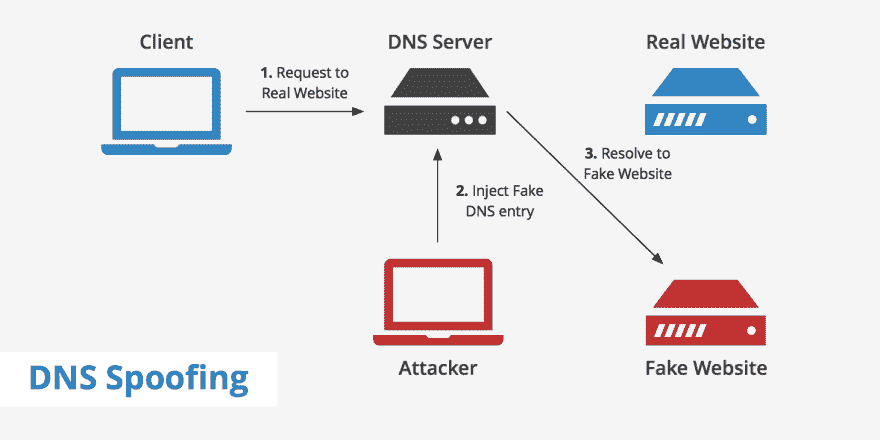 Client
DNS Server
Real Website
1. Request to
Real Website
3. Resolve to
Fake Website
2. Inject Fake
DNS entry
Attacker
Fake Website
DNS Spoofing